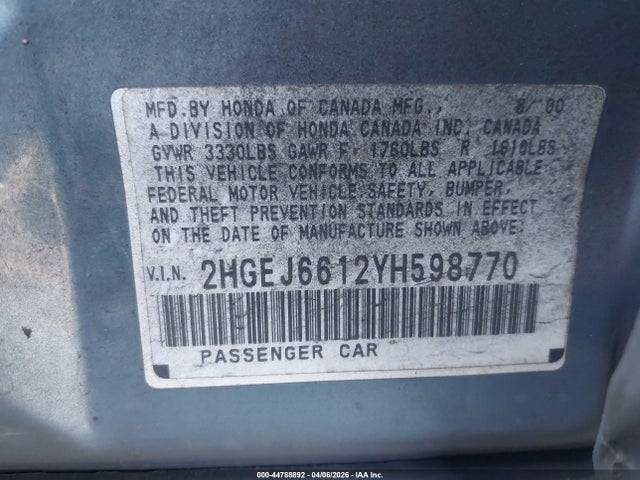 MFD.BY HONDA OF CANADA MFG., 8/00
A DIVISION OF HONDA CANADA INC. CANADA
GVWR 3330LBS GAWR F 1760LBS R 1610LBS
THIS VEHICLE CONFORMS TO ALL APPLICABLE
FEDERAL MOTOR VEHICLE SAFETY, BUMPER,
AND THEFT PREVENTION STANDARDS IN EFFECT
ON THE DATE OF MANUFACTURE SHOWN ABOVE.
V.I.N. 2HGEJ6612YH598770
PASSENGER CAR
000-44788892 | 04/06/2026 | IAA Inc.